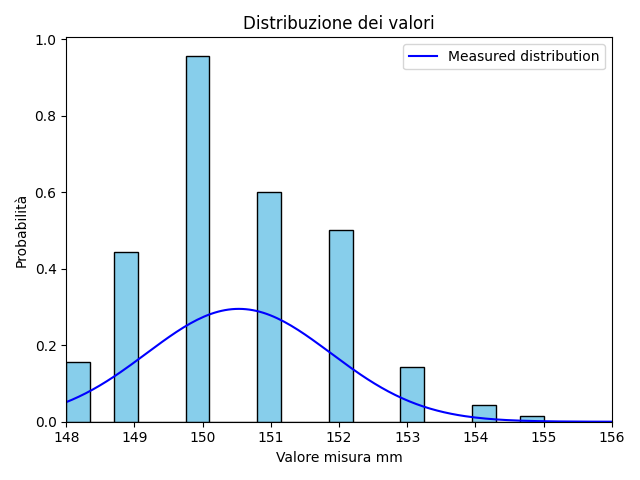 Distribuzione dei valori
Measured distribution
1.0
0.8
0.6
0.4
0.2
0.0
Probabilità
148 149 150 151 152 153 154 155 156
Valore misura mm